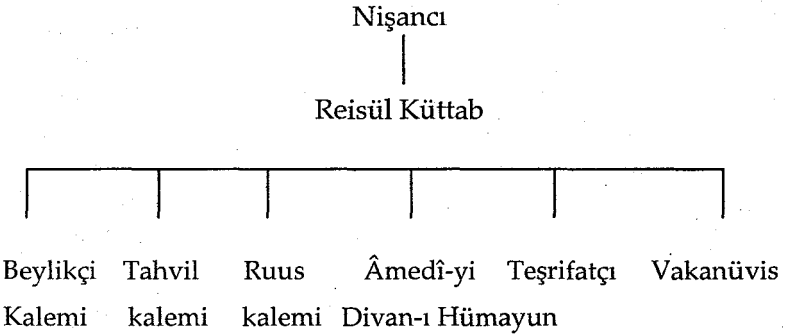 Nişancı
Reisül Küttab
Beylikçi Tahvil Ruus Âmedî-yi Teşrifatçı Vakanüvis
Kalemi kalemi kalemi Divan-ı Hümayun